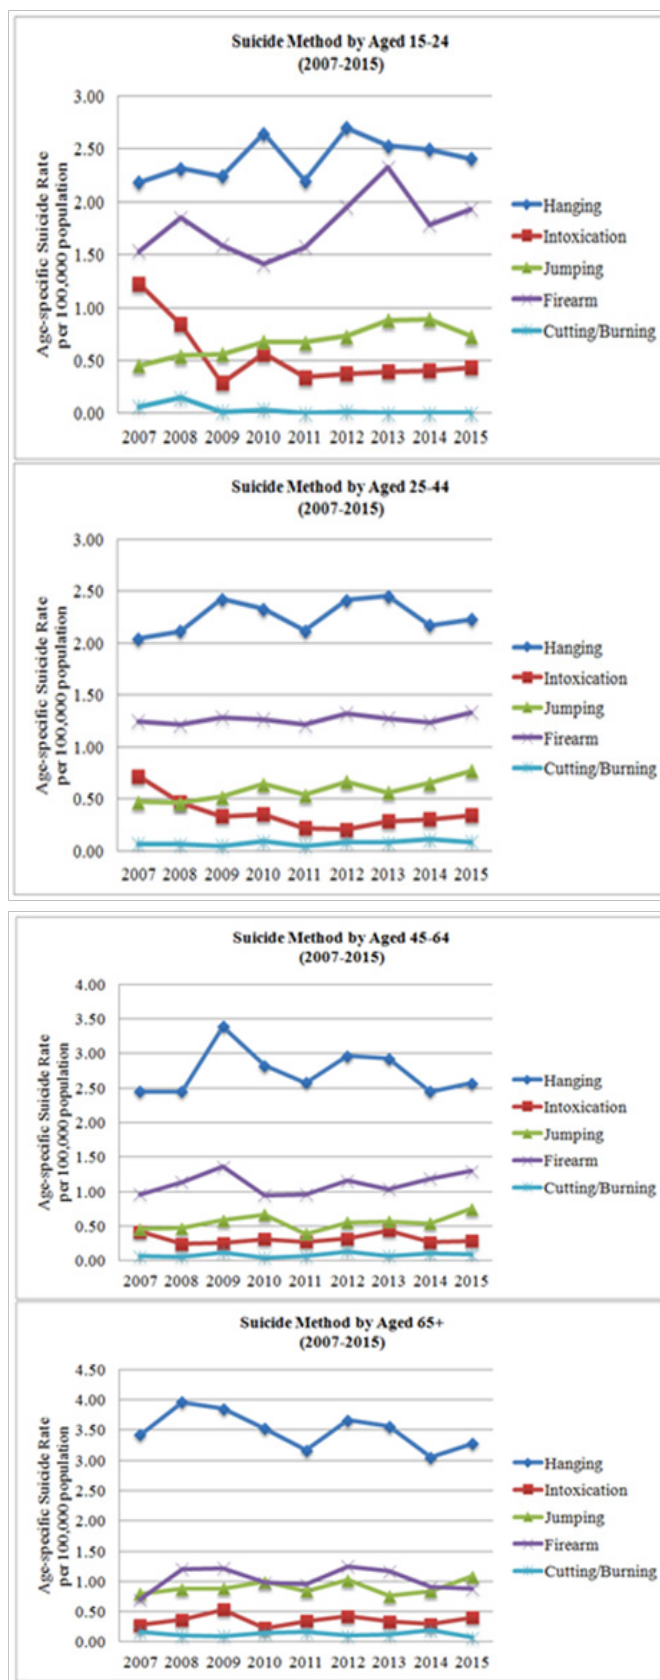 Suicide Method by Aged 15-24
(2007-2015)
Age-specific Suicide Rate
per 100,000 population
3.00
2.50
2.00
1.50
1.00
0.50
0.00
2007 2008 2009 2010 2011 2012 2013 2014 2015
Hanging
Intoxication
Jumping
Firearm
Cutting/Burning
Suicide Method by Aged 25-44
(2007-2015)
Age-specific Suicide Rate
per 100,000 population
3.00
2.50
2.00
1.50
1.00
0.50
0.00
2007 2008 2009 2010 2011 2012 2013 2014 2015
Hanging
Intoxication
Jumping
Firearm
Cutting/Burning
Suicide Method by Aged 45-64
(2007-2015)
Age-specific Suicide Rate
per 100,000 population
4.00
3.50
3.00
2.50
2.00
1.50
1.00
0.50
0.00
2007 2008 2009 2010 2011 2012 2013 2014 2015
Hanging
Intoxication
Jumping
Firearm
Cutting/Burning
Suicide Method by Aged 65+
(2007-2015)
Age-specific Suicide Rate
per 100,000 population
4.50
4.00
3.50
3.00
2.50
2.00
1.50
1.00
0.50
0.00
2007 2008 2009 2010 2011 2012 2013 2014 2015
Hanging
Intoxication
Jumping
Firearm
Cutting/Burning